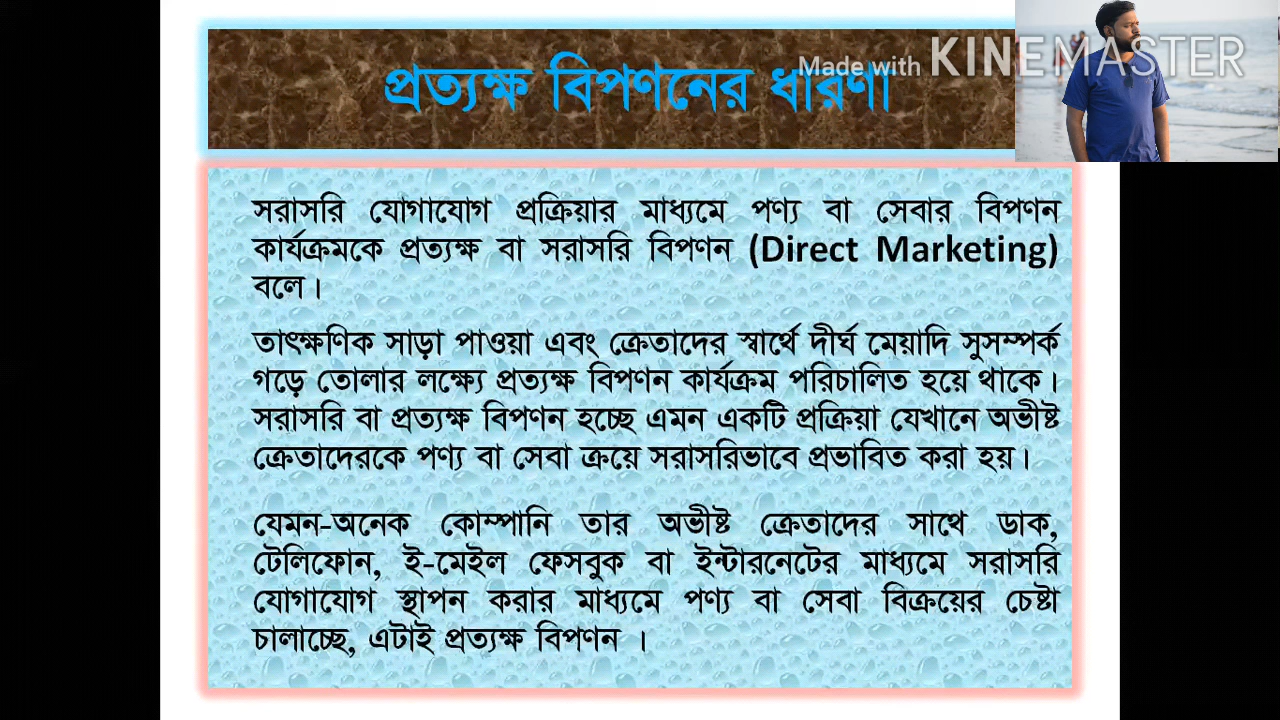 প্রত্যক্ষ বিপণনের ধারণা
Made with KINEMASTER
সরাসরি যোগাযোগ প্রক্রিয়ার মাধ্যমে পণ্য বা সেবার বিপণন
কার্যক্রমকে প্রত্যক্ষ বা সরাসরি বিপণন (Direct Marketing)
বলে।
তাৎক্ষণিক সাড়া পাওয়া এবং ক্রেতাদের স্বার্থে দীর্ঘ মেয়াদি সুসম্পর্ক
গড়ে তোলার লক্ষ্যে প্রত্যক্ষ বিপণন কার্যক্রম পরিচালিত হয়ে থাকে।
সরাসরি বা প্রত্যক্ষ বিপণন হচ্ছে এমন একটি প্রক্রিয়া যেখানে অভীষ্ট
ক্রেতাদেরকে পণ্য বা সেবা ক্রয়ে সরাসরিভাবে প্রভাবিত করা হয়।
যেমন-অনেক কোম্পানি তার অভীষ্ট ক্রেতাদের সাথে ডাক,
টেলিফোন, ই-মেইল ফেসবুক বা ইন্টারনেটের মাধ্যমে সরাসরি
যোগাযোগ স্থাপন করার মাধ্যমে পণ্য বা সেবা বিক্রয়ের চেষ্টা
চালাচ্ছে, এটাই প্রত্যক্ষ বিপণন ।